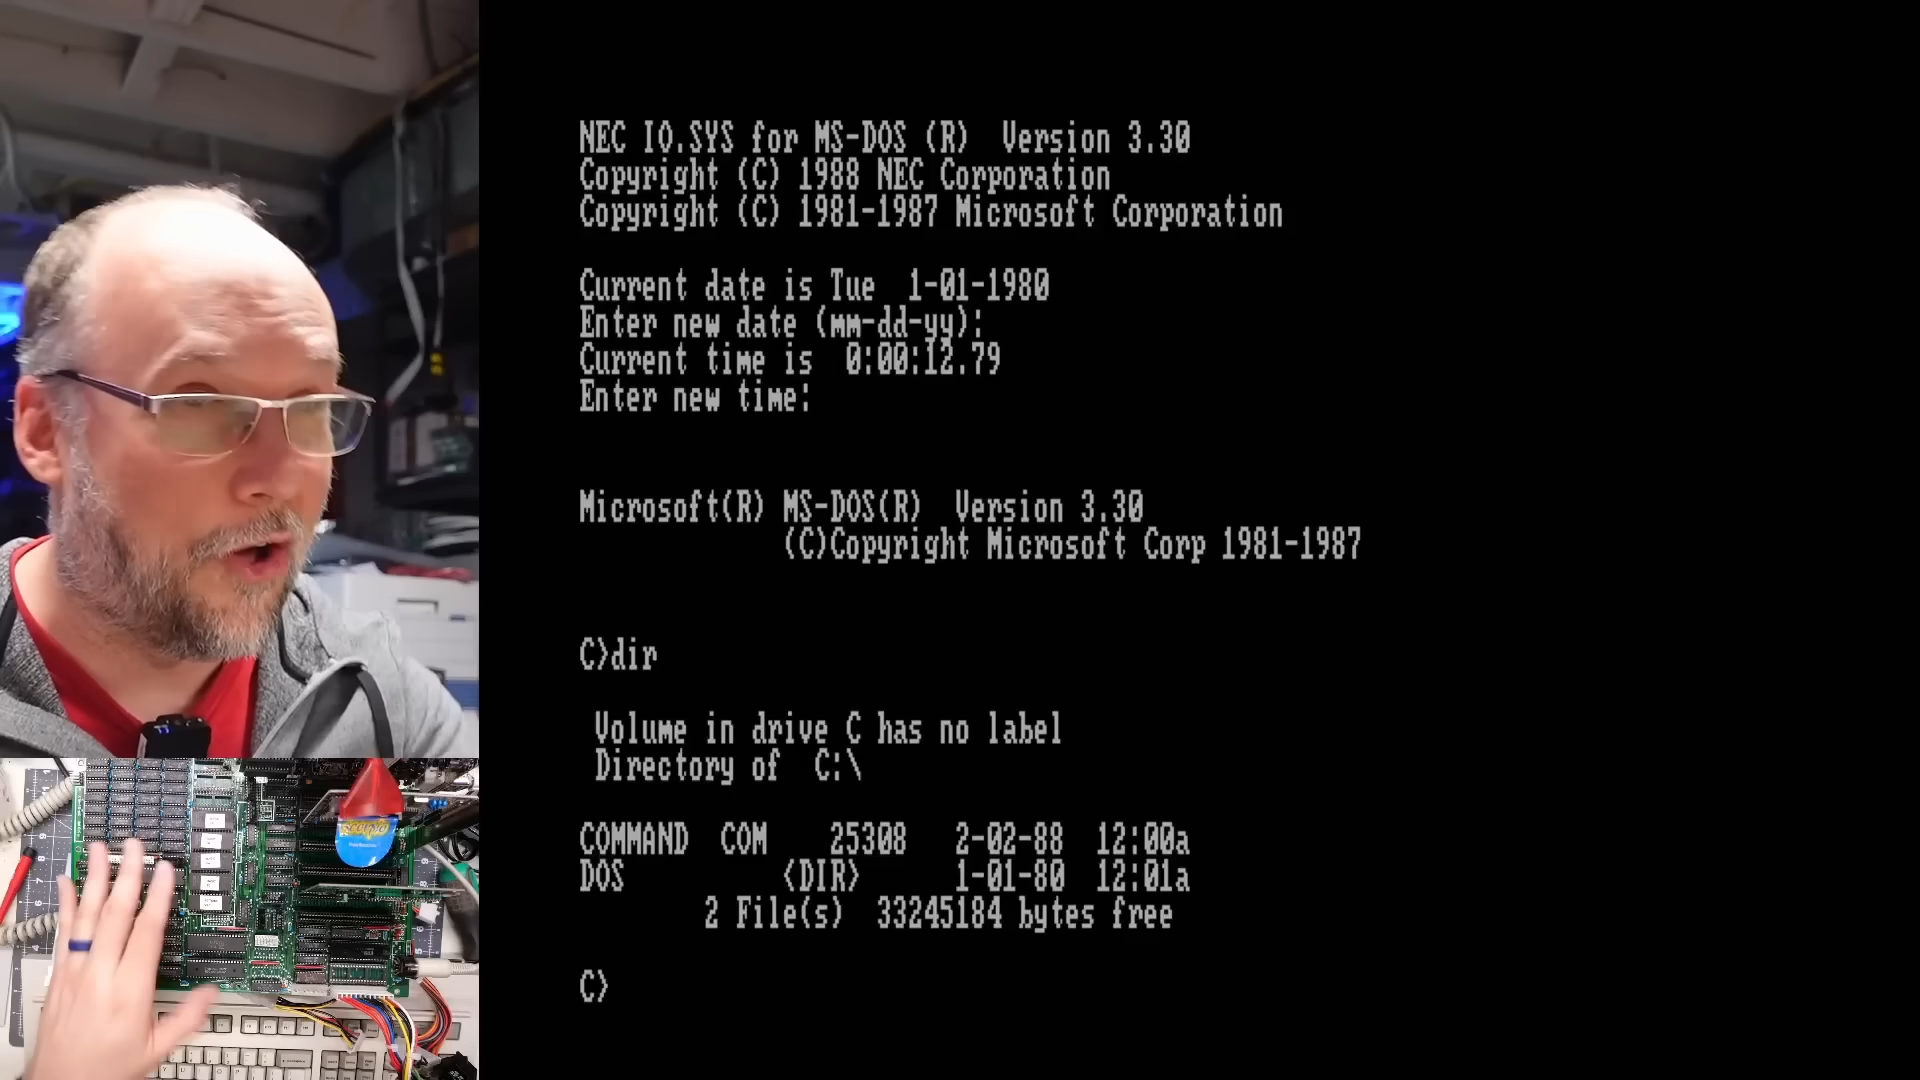 NEC IO.SYS for MS-DOS (R)  Version 3.30
Copyright (C) 1988 NEC Corporation
Copyright (C) 1981-1987 Microsoft Corporation
Current date is Tue  1-01-1980
Enter new date (mm-dd-yy):
Current time is  0:00:12.79
Enter new time:
Microsoft(R) MS-DOS(R)  Version 3.30
(C)Copyright Microsoft Corp 1981-1987
C>dir
Volume in drive C has no label
Directory of  C:\
COMMAND  COM    25308   2-02-88  12:00a
DOS          <DIR>      1-01-80  12:01a
2 File(s)  33245184 bytes free
C>